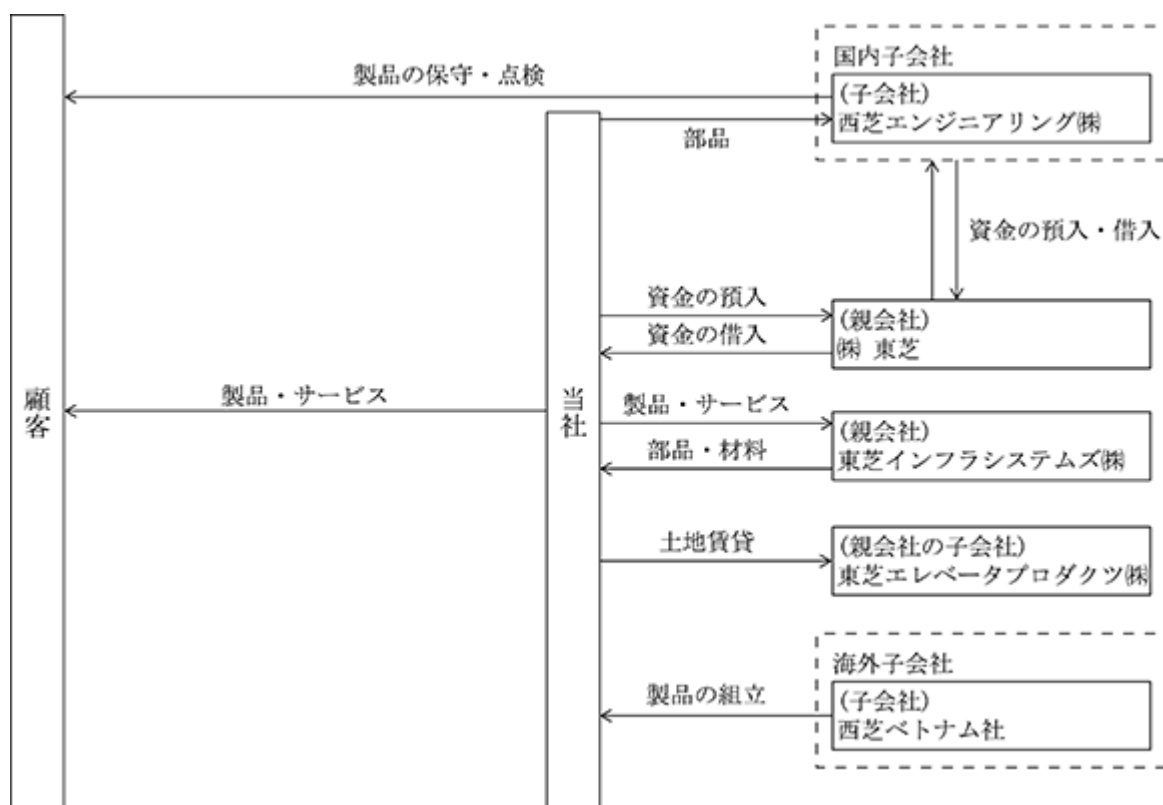 国内子会社
製品の保守・点検
(子会社)
西芝エンジニアリング㈱
部品
資金の預入・借入
資金の預入
(親会社)
㈱ 東芝
資金の借入
顧客
製品・サービス
当社
製品・サービス
(親会社)
東芝インフラシステムズ㈱
部品・材料
土地賃貸
(親会社の子会社)
東芝エレベータプロダクツ㈱
海外子会社
製品の組立
(子会社)
西芝ベトナム社